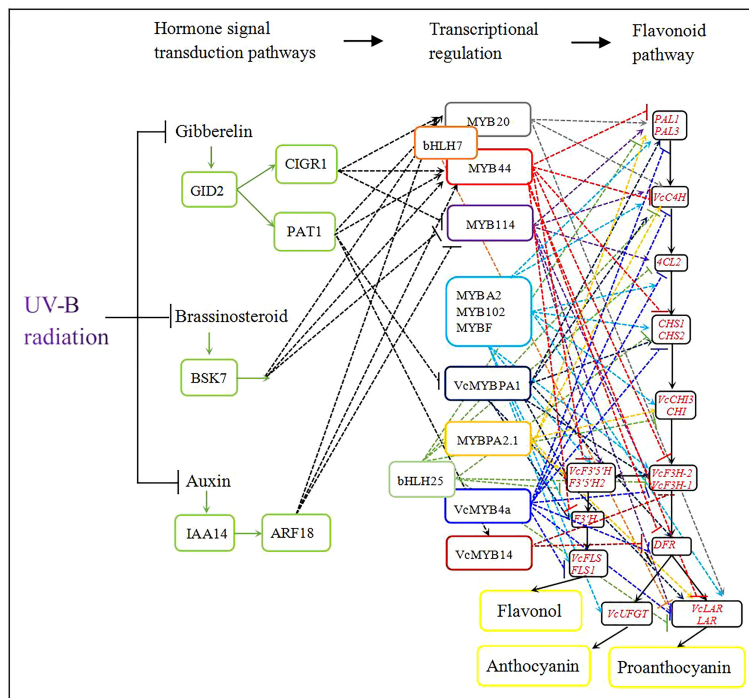 Hormone signal
transduction pathways
Transcriptional
regulation
Flavonoid
pathway
UV-B
radiation
Gibberelin
GID2
CIGR1
PAT1
Brassinosteroid
BSK7
Auxin
IAA14
ARF18
MYB20
bHLH7
MYB44
MYB114
MYBA2
MYB102
MYBF
VcMYBPA1
MYBPA2.1
bHLH25
VcMYB4a
VcMYB14
PAL1
PAL3
VcC4H
4CL2
CHS1
CHS2
VcCHI3
CHI
VcF3'5'H
F3'5'H2
VcF3H-2
VcF3H-1
F3'H
DFR
VcFLS
FLS1
VcUFGT
VcLAR
LAR
Flavonol
Anthocyanin
Proanthocyanin